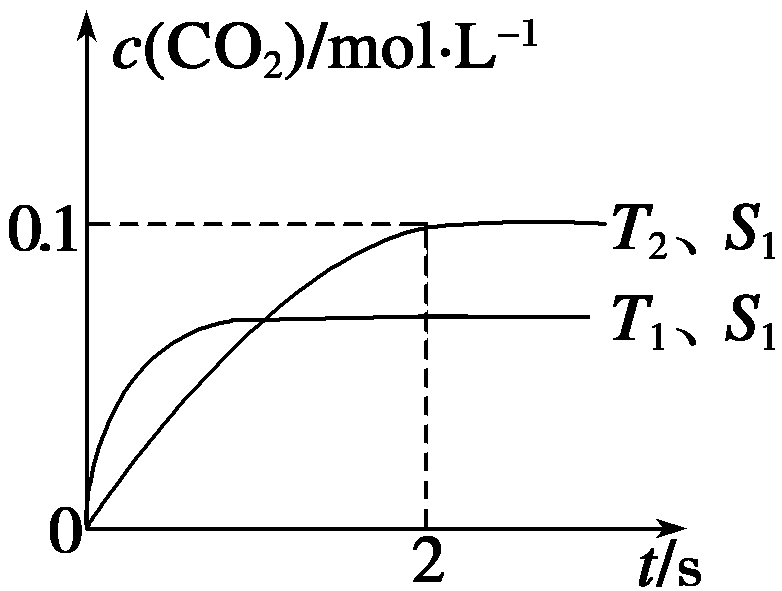 c(CO₂)/mol·L⁻¹
0.1
T₂、S₁
T₁、S₁
0
2
t/s